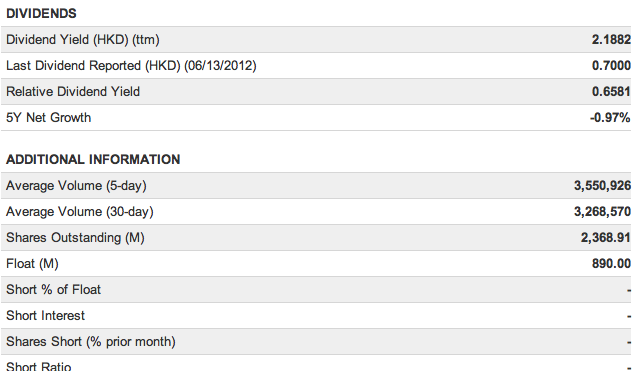 DIVIDENDS
Dividend Yield (HKD) (ttm) 2.1882
Last Dividend Reported (HKD) (06/13/2012) 0.7000
Relative Dividend Yield 0.6581
5Y Net Growth -0.97%
ADDITIONAL INFORMATION
Average Volume (5-day) 3,550,926
Average Volume (30-day) 3,268,570
Shares Outstanding (M) 2,368.91
Float (M) 890.00
Short % of Float -
Short Interest -
Shares Short (% prior month) -
Short Ratio -